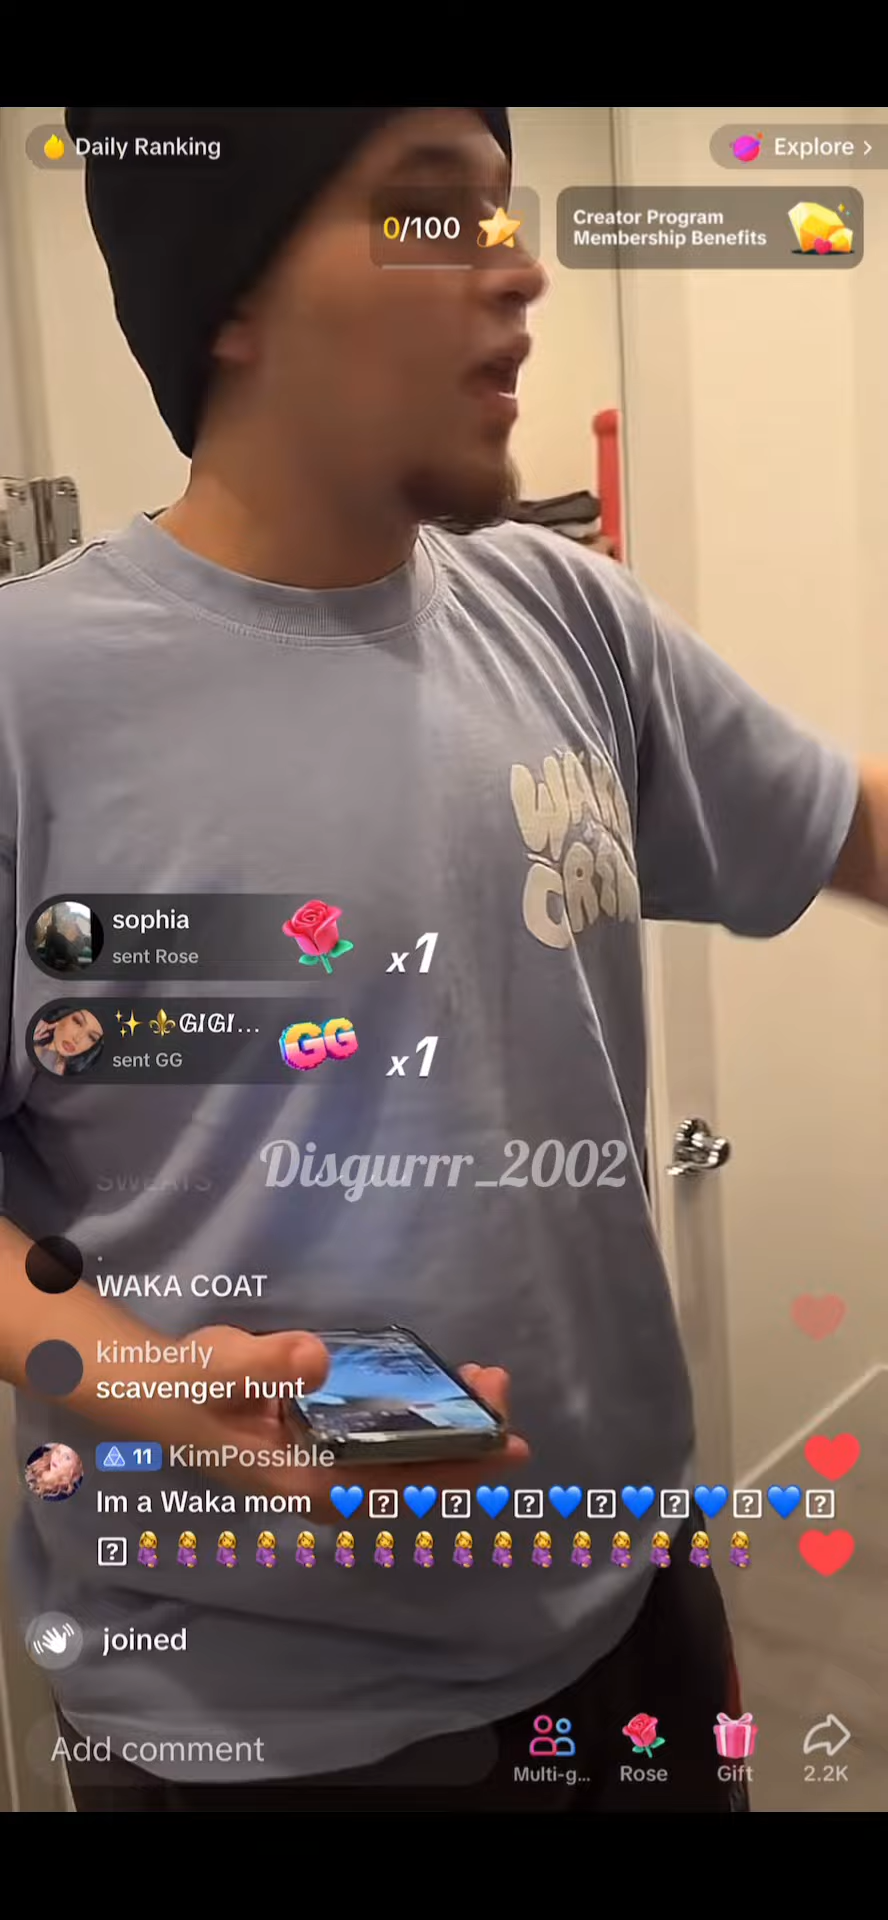 Daily Ranking
Explore >
0/100
Creator Program
Membership Benefits
sophia
sent Rose
x1
✨⚜️GIGI...
sent GG
GG
x1
Disgurrr_2002
SWEATS
.
WAKA COAT
kimberly
scavenger hunt
11 KimPossible
Im a Waka mom 💙?💙?💙?💙?💙?💙?💙?
?🤰🤰🤰🤰🤰🤰🤰🤰🤰🤰🤰🤰🤰🤰🤰🤰
joined
Add comment
Multi-g...
Rose
Gift
2.2K